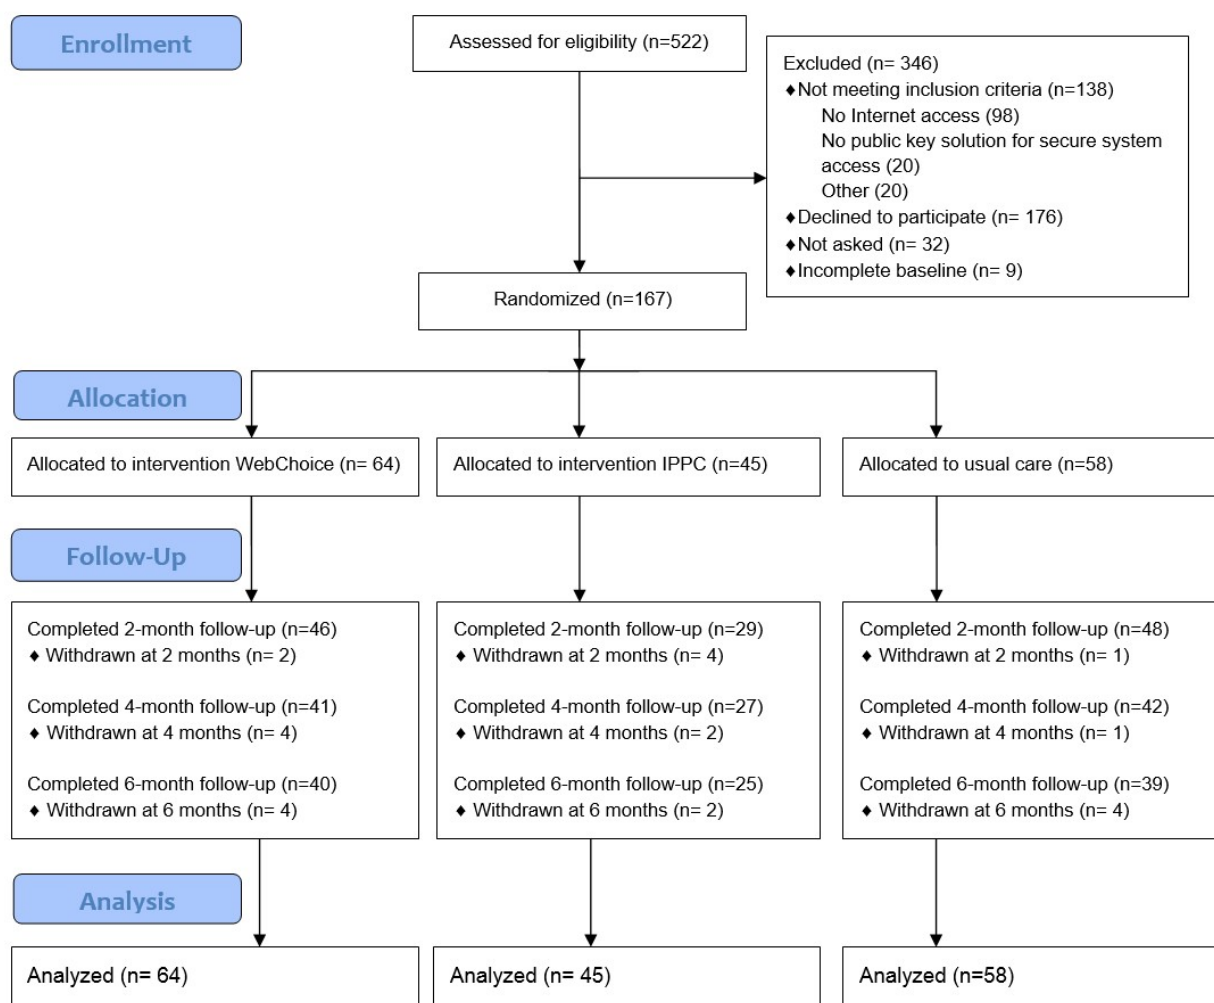 Enrollment
Assessed for eligibility (n=522)
Excluded (n= 346)
♦Not meeting inclusion criteria (n=138)
No Internet access (98)
No public key solution for secure system
access (20)
Other (20)
♦Declined to participate (n= 176)
♦Not asked (n= 32)
♦Incomplete baseline (n= 9)
Randomized (n=167)
Allocation
Allocated to intervention WebChoice (n= 64)
Allocated to intervention IPPC (n=45)
Allocated to usual care (n=58)
Follow-Up
Completed 2-month follow-up (n=46)
♦ Withdrawn at 2 months (n= 2)
Completed 4-month follow-up (n=41)
♦ Withdrawn at 4 months (n= 4)
Completed 6-month follow-up (n=40)
♦ Withdrawn at 6 months (n= 4)
Completed 2-month follow-up (n=29)
♦ Withdrawn at 2 months (n= 4)
Completed 4-month follow-up (n=27)
♦ Withdrawn at 4 months (n= 2)
Completed 6-month follow-up (n=25)
♦ Withdrawn at 6 months (n= 2)
Completed 2-month follow-up (n=48)
♦ Withdrawn at 2 months (n= 1)
Completed 4-month follow-up (n=42)
♦ Withdrawn at 4 months (n= 1)
Completed 6-month follow-up (n=39)
♦ Withdrawn at 6 months (n= 4)
Analysis
Analyzed (n= 64)
Analyzed (n= 45)
Analyzed (n=58)